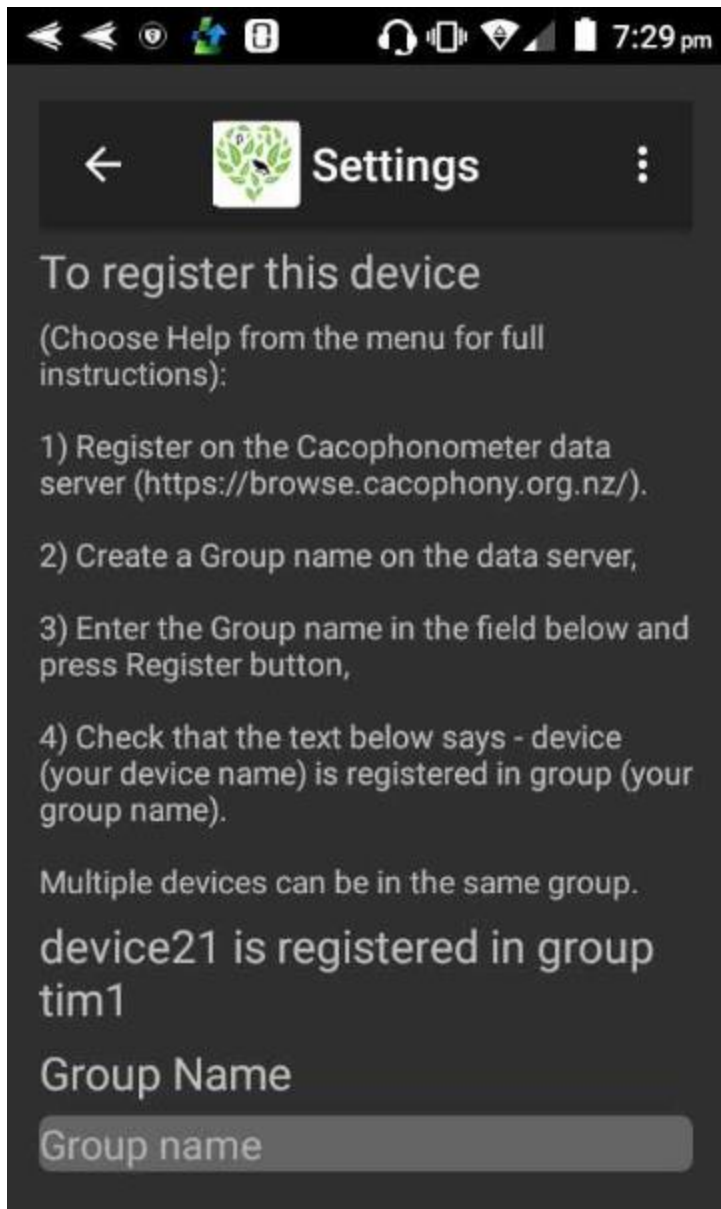 7:29 pm
Settings
To register this device
(Choose Help from the menu for full
instructions):
1) Register on the Cacophonometer data
server (https://browse.cacophony.org.nz/).
2) Create a Group name on the data server,
3) Enter the Group name in the field below and
press Register button,
4) Check that the text below says - device
(your device name) is registered in group (your
group name).
Multiple devices can be in the same group.
device21 is registered in group
tim1
Group Name
Group name